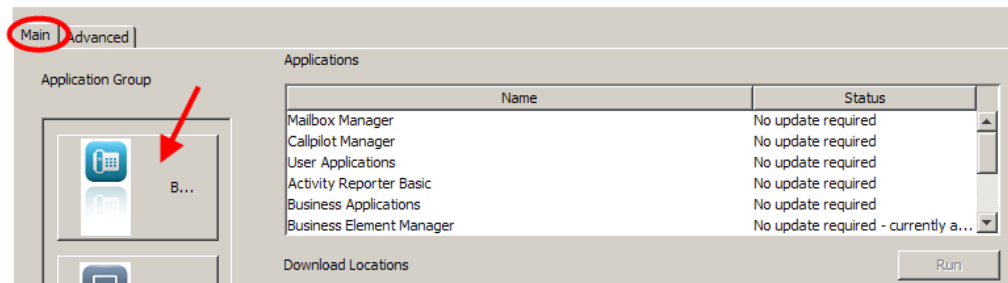 Main Advanced
Application Group
B...
Applications
Name Status
Mailbox Manager No update required
Callpilot Manager No update required
User Applications No update required
Activity Reporter Basic No update required
Business Applications No update required
Business Element Manager No update required - currently a...
Download Locations Run